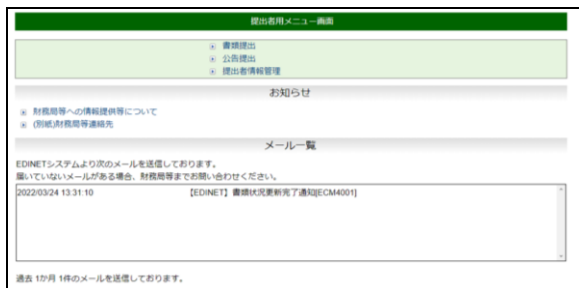 提出者用メニュー画面
書類提出
公告提出
提出者情報管理
お知らせ
財務局等への情報提供等について
(別紙)財務局等連絡先
メール一覧
EDINETシステムより次のメールを送信しております。
届いていないメールがある場合、財務局等までお問い合わせください。
2022/03/24 13:31:10 【EDINET】書類状況更新完了通知[ECM4001]
過去 1か月 1件のメールを送信しております。